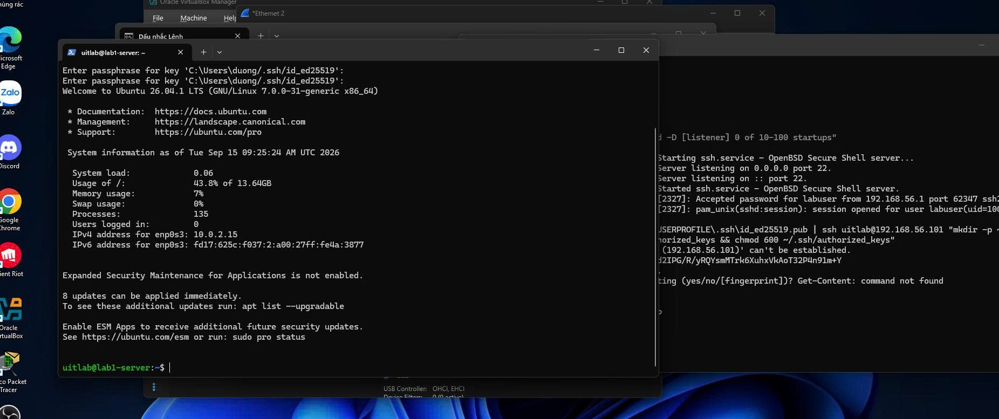 hùng rác
Microsoft
Edge
Zalo
Zalo
Discord
Google
Chrome
ient Riot
Oracle
VirtualBox
co Packet
Tracer
Oracle VirtualBox Manager
File Machine Help
*Ethernet 2
Dấu nhắc Lệnh
uitlab@lab1-server: ~
Enter passphrase for key 'C:\Users\duong/.ssh/id_ed25519':
Enter passphrase for key 'C:\Users\duong/.ssh/id_ed25519':
Welcome to Ubuntu 26.04.1 LTS (GNU/Linux 7.0.0-31-generic x86_64)
* Documentation: https://docs.ubuntu.com
* Management: https://landscape.canonical.com
* Support: https://ubuntu.com/pro
System information as of Tue Sep 15 09:25:24 AM UTC 2026
System load: 0.06
Usage of /: 43.8% of 13.64GB
Memory usage: 7%
Swap usage: 0%
Processes: 135
Users logged in: 0
IPv4 address for enp0s3: 10.0.2.15
IPv6 address for enp0s3: fd17:625c:f037:2:a00:27ff:fe4a:3877
Expanded Security Maintenance for Applications is not enabled.
8 updates can be applied immediately.
To see these additional updates run: apt list --upgradable
Enable ESM Apps to receive additional future security updates.
See https://ubuntu.com/esm or run: sudo pro status
uitlab@lab1-server:~$
d -D [listener] 0 of 10-100 startups"
Starting ssh.service - OpenBSD Secure Shell server...
Server listening on 0.0.0.0 port 22.
Server listening on :: port 22.
Started ssh.service - OpenBSD Secure Shell server.
[2327]: Accepted password for labuser from 192.168.56.1 port 62347 ssh2
[2327]: pam_unix(sshd:session): session opened for user labuser(uid=100
USERPROFILE\.ssh\id_ed25519.pub | ssh uitlab@192.168.56.101 "mkdir -p ~
horized_keys && chmod 600 ~/.ssh/authorized_keys"
(192.168.56.101)' can't be established.
d2IPG/R/yRQYsmMTrk6XuhxVkAoT32P4n91m+Y
.
ting (yes/no/[fingerprint])? Get-Content: command not found
USB Controller: OHCI, EHCI
Device Filters: 0 (0 active)